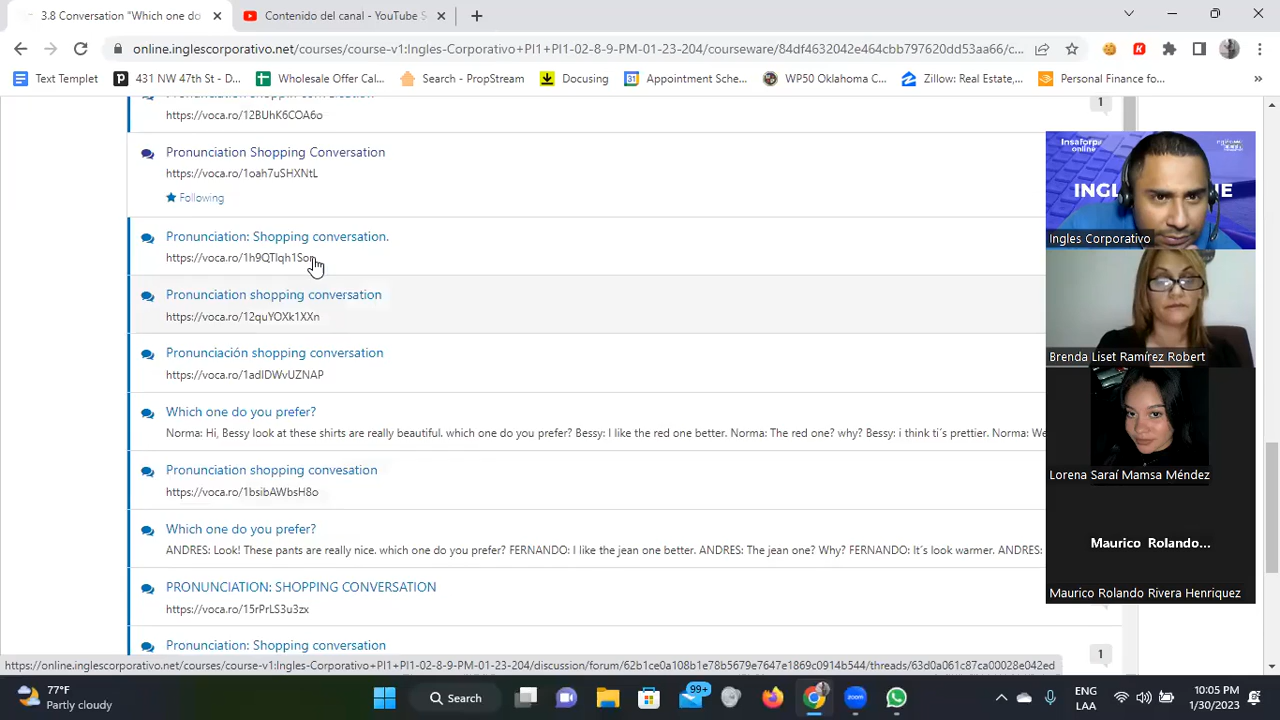 3.8 Conversation "Which one do
Contenido del canal - YouTube S
online.inglescorporativo.net/courses/course-v1:Ingles-Corporativo+PI1+PI1-02-8-9-PM-01-23-204/courseware/84df4632042e464cbb797620dd53aa66/c...
Text Templet
431 NW 47th St - D...
Wholesale Offer Cal...
Search - PropStream
Docusing
Appointment Sche...
WP50 Oklahoma C...
Zillow: Real Estate,...
Personal Finance fo...
»
https://voca.ro/12BUhK6COA6o
1
Pronunciation Shopping Conversation
https://voca.ro/1oah7uSHXNtL
Following
Pronunciation: Shopping conversation.
https://voca.ro/1h9QTlqh1Son
Pronunciation shopping conversation
https://voca.ro/12quYOXk1XXn
Pronunciación shopping conversation
https://voca.ro/1adIDWvUZNAP
Which one do you prefer?
Norma: Hi, Bessy look at these shirts are really beautiful. which one do you prefer? Bessy: I like the red one better. Norma: The red one? why? Bessy: i think ti´s prettier. Norma: We
Pronunciation shopping convesation
https://voca.ro/1bsibAWbsH8o
Which one do you prefer?
ANDRES: Look! These pants are really nice. which one do you prefer? FERNANDO: I like the jean one better. ANDRES: The jean one? Why? FERNANDO: It´s look warmer. ANDRES:
PRONUNCIATION: SHOPPING CONVERSATION
https://voca.ro/15rPrLS3u3zx
Pronunciation: Shopping conversation
1
https://online.inglescorporativo.net/courses/course-v1:Ingles-Corporativo+PI1+PI1-02-8-9-PM-01-23-204/discussion/forum/62b1ce0a108b1e78b5679e7647e1869c0914b544/threads/63d0a061c87ca00028e042ed
Insaforp
online
INGL
NE
Ingles Corporativo
Brenda Liset Ramírez Robert
Lorena Saraí Mamsa Méndez
Maurico Rolando...
Maurico Rolando Rivera Henriquez
77°F
Partly cloudy
Search
99+
ENG
LAA
10:05 PM
1/30/2023